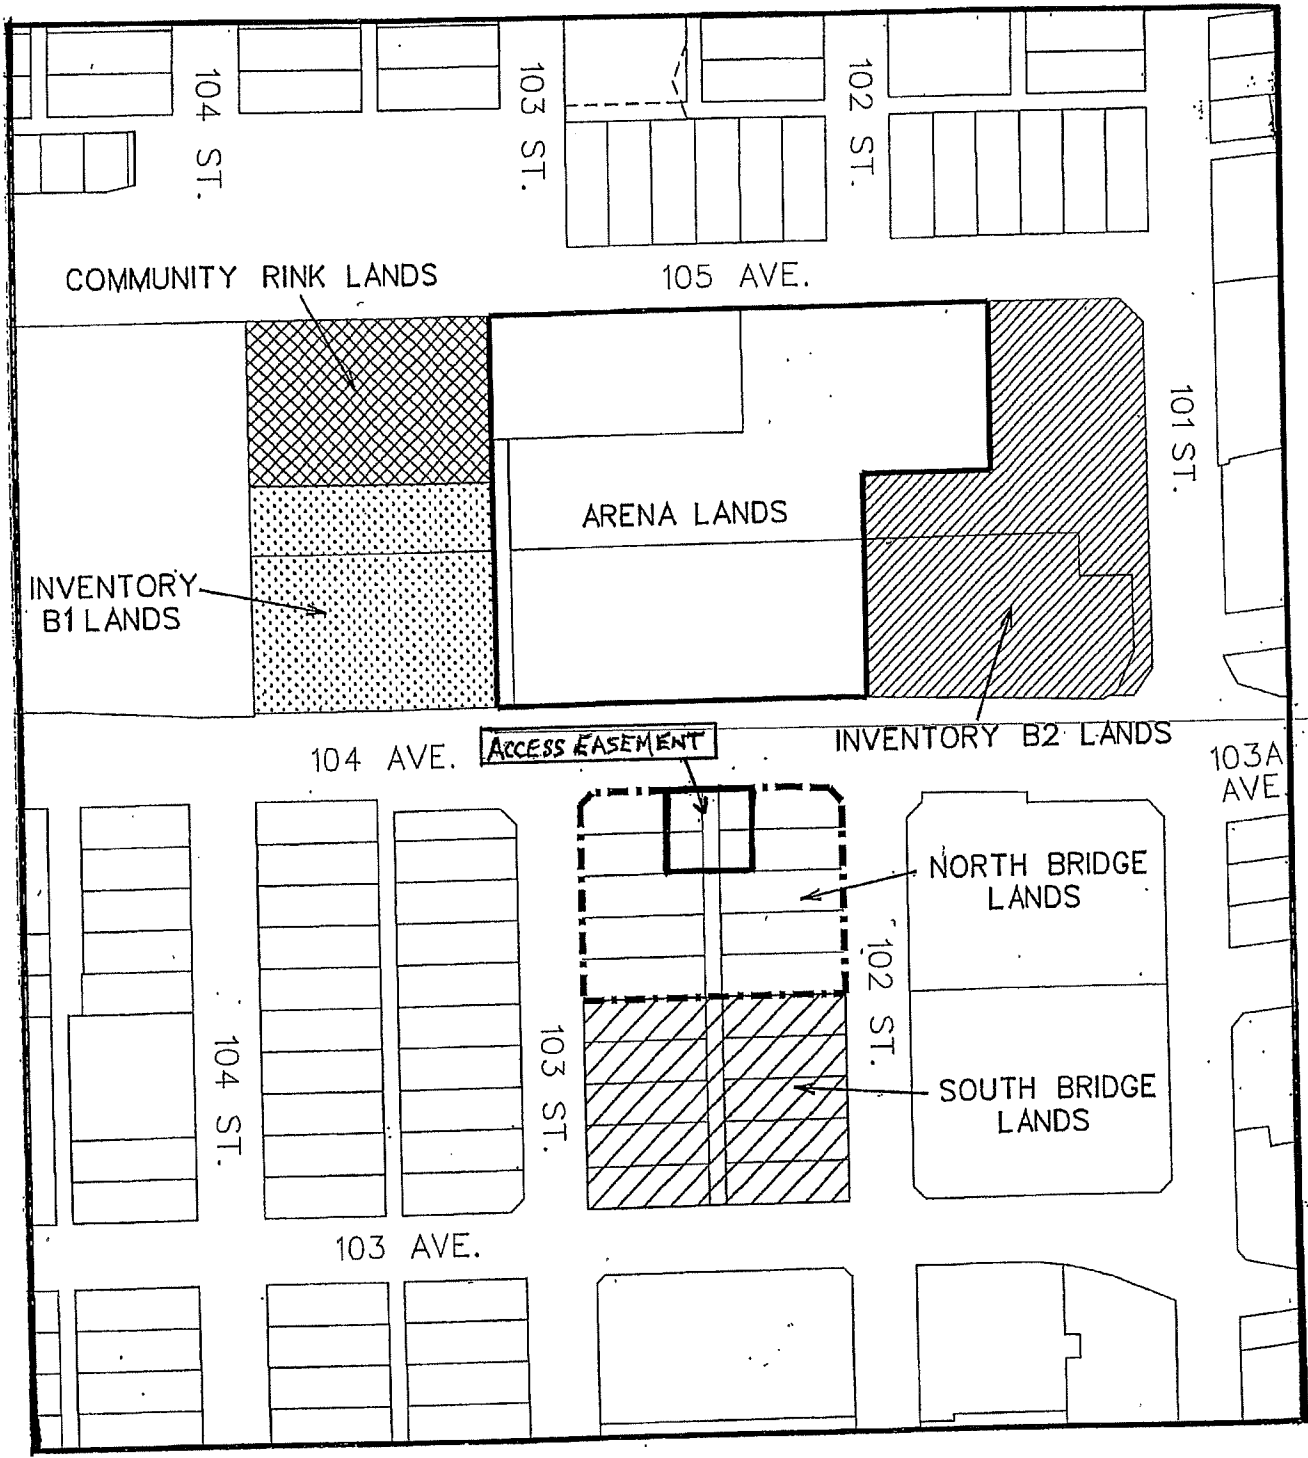 104 ST.
103 ST.
102 ST.
COMMUNITY RINK LANDS
105 AVE.
101 ST.
ARENA LANDS
INVENTORY
B1 LANDS
104 AVE.
ACCESS EASEMENT
INVENTORY B2 LANDS
103A
AVE.
NORTH BRIDGE
LANDS
102 ST.
104 ST.
103 ST.
SOUTH BRIDGE
LANDS
103 AVE.